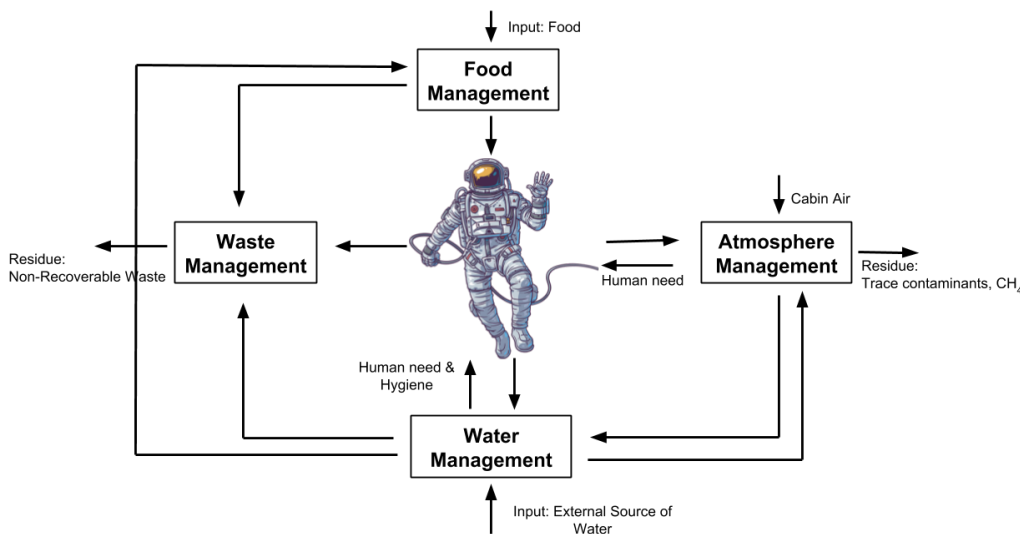 Input: Food
Food
Management
Cabin Air
Waste
Management
Atmosphere
Management
Residue:
Non-Recoverable Waste
Human need
Residue:
Trace contaminants, CH₄
Human need &
Hygiene
Water
Management
Input: External Source of
Water